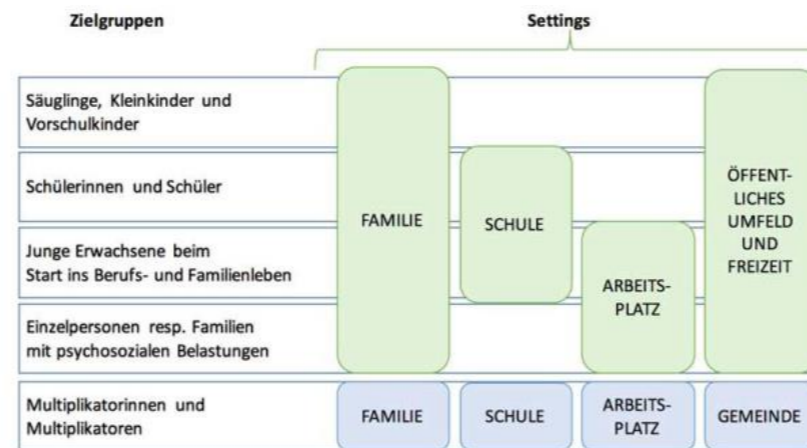 Zielgruppen
Settings
Säuglinge, Kleinkinder und
Vorschulkinder
Schülerinnen und Schüler
Junge Erwachsene beim
Start ins Berufs- und Familienleben
Einzelpersonen resp. Familien
mit psychosozialen Belastungen
FAMILIE
SCHULE
ARBEITS-
PLATZ
ÖFFENT-
LICHES
UMFELD
UND
FREIZEIT
Multiplikatorinnen und
Multiplikatoren
FAMILIE
SCHULE
ARBEITS-
PLATZ
GEMEINDE